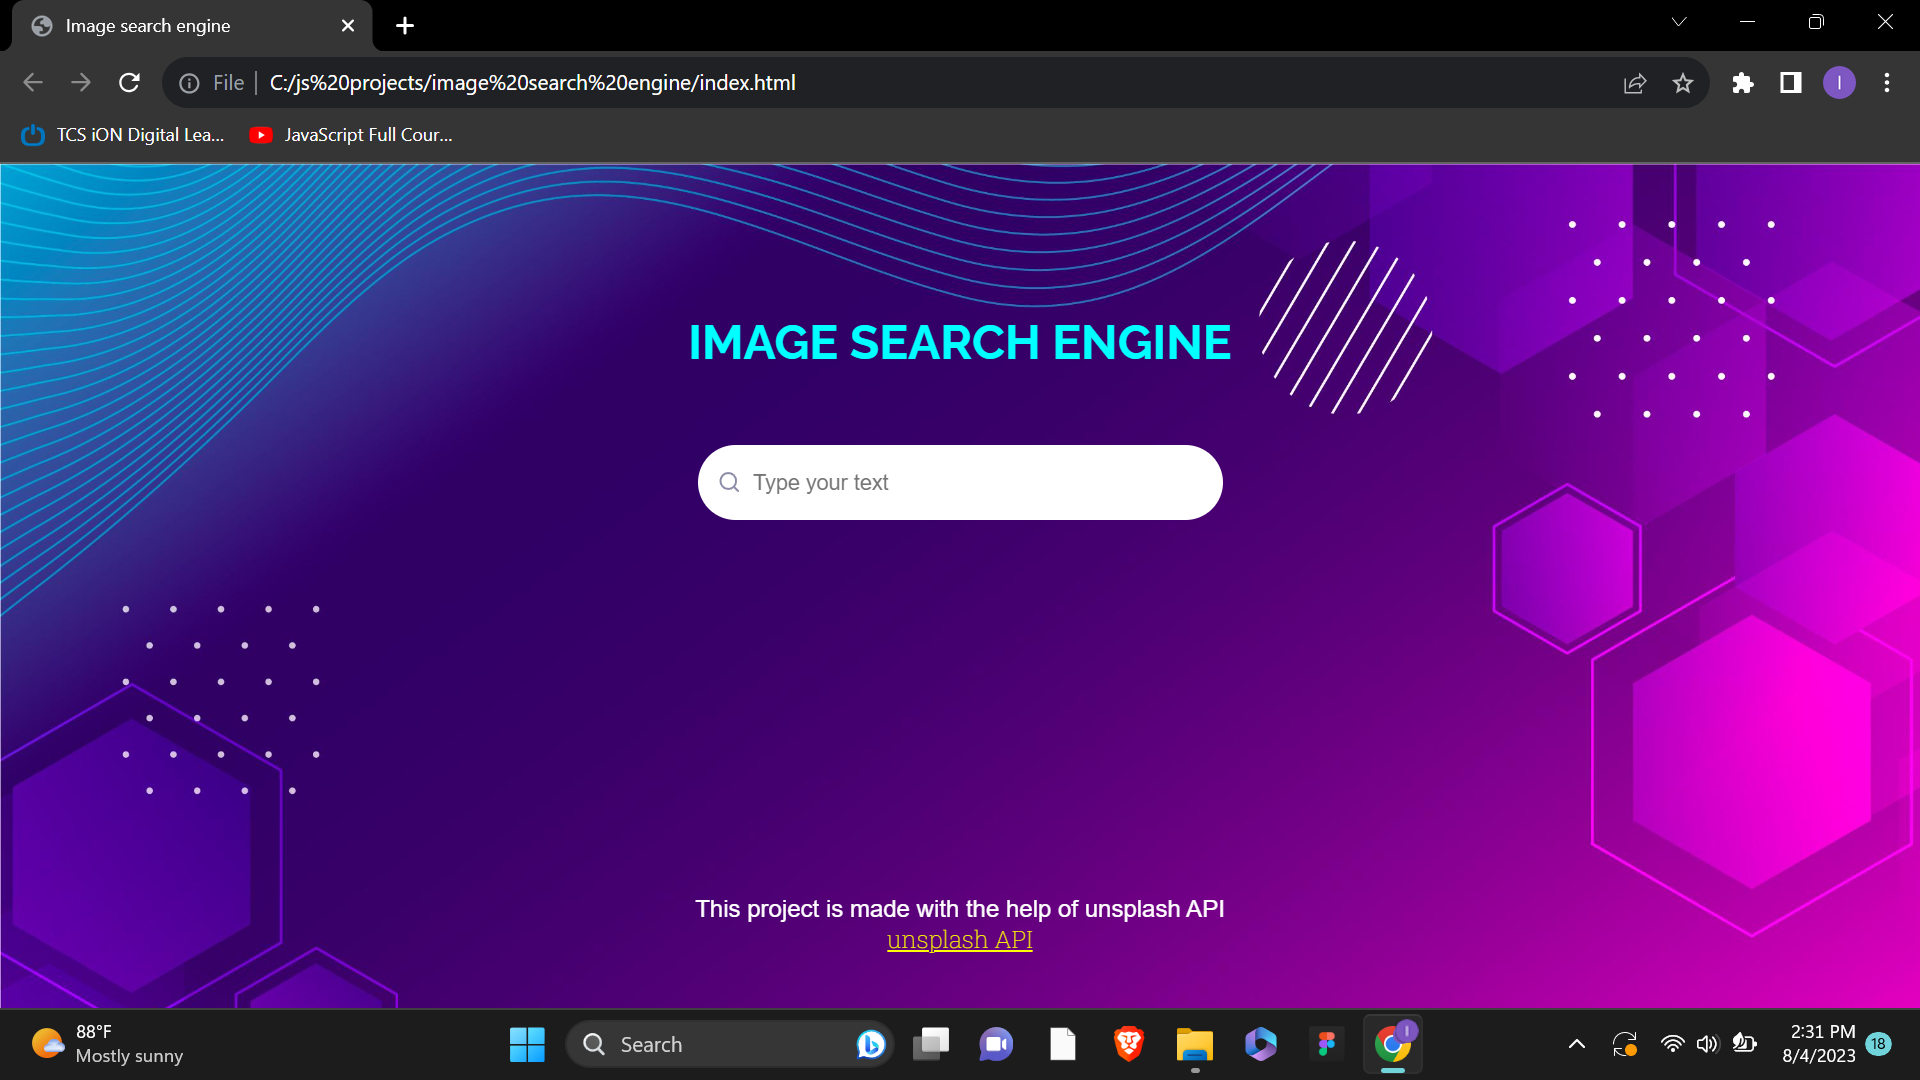 Image search engine
File
C:/js%20projects/image%20search%20engine/index.html
I
TCS iON Digital Lea...
JavaScript Full Cour...
IMAGE SEARCH ENGINE
Type your text
This project is made with the help of unsplash API
unsplash API
88°F
Mostly sunny
Search
I
2:31 PM
8/4/2023
18